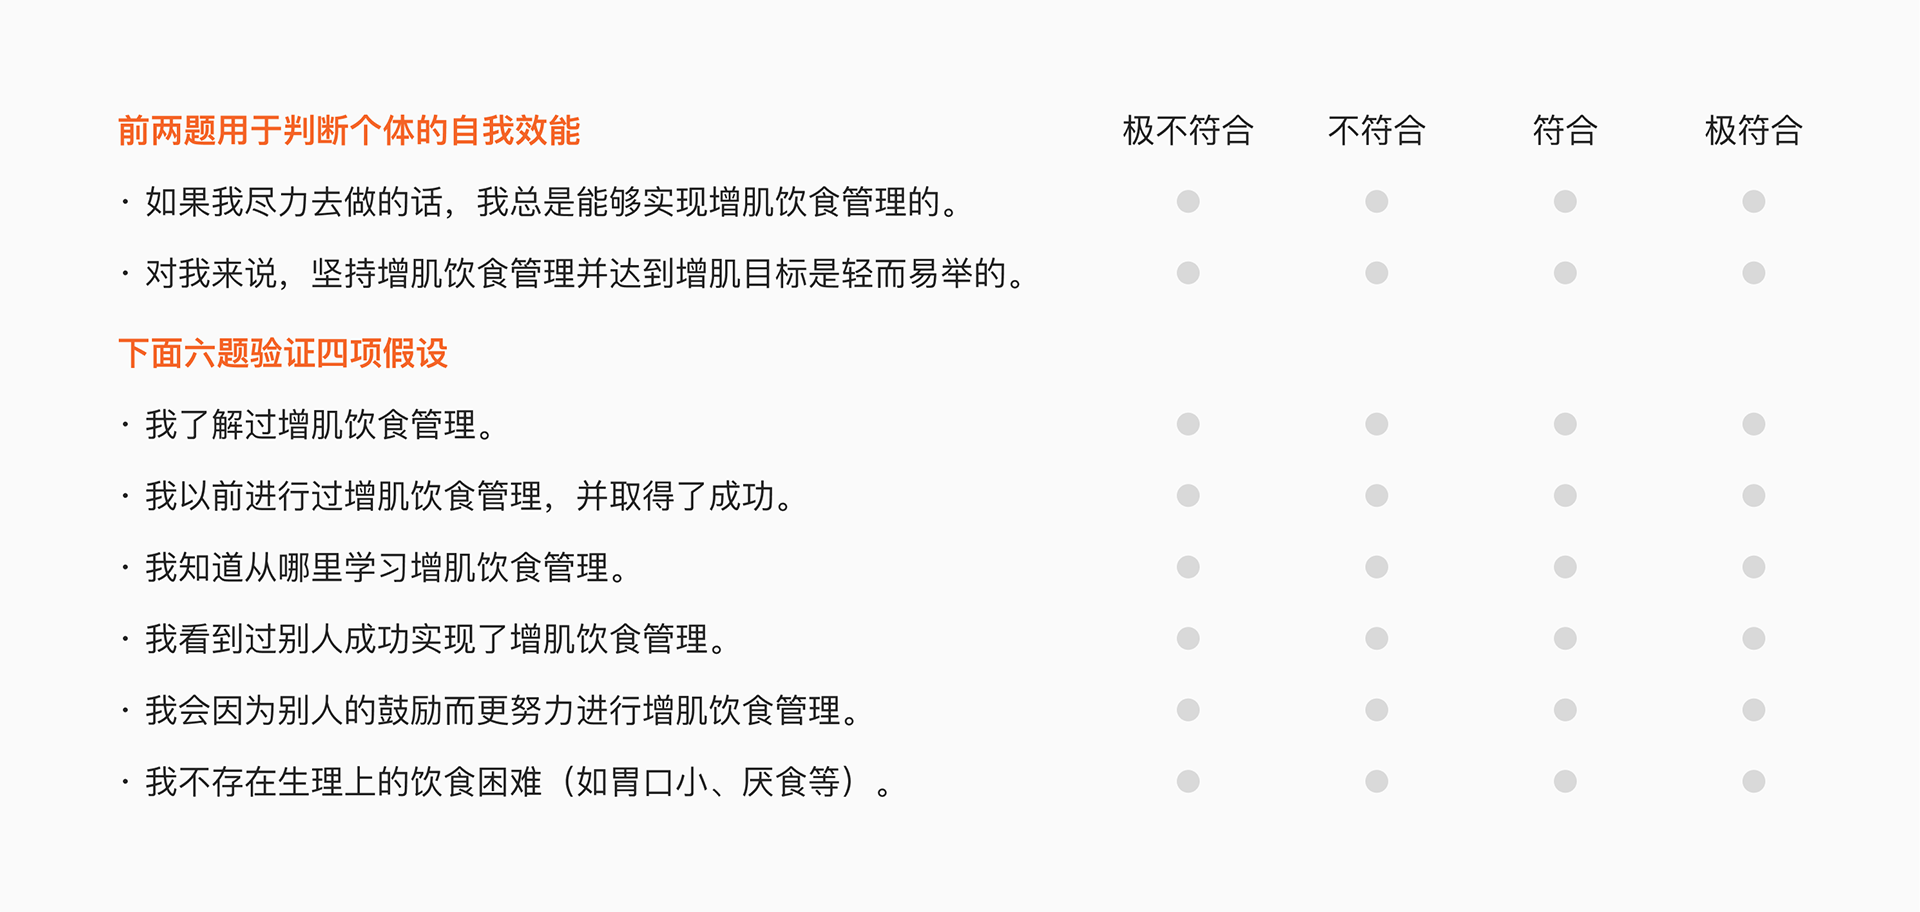 前两题用于判断个体的自我效能 极不符合 不符合 符合 极符合
· 如果我尽力去做的话，我总是能够实现增肌饮食管理的。
· 对我来说，坚持增肌饮食管理并达到增肌目标是轻而易举的。
下面六题验证四项假设
· 我了解过增肌饮食管理。
· 我以前进行过增肌饮食管理，并取得了成功。
· 我知道从哪里学习增肌饮食管理。
· 我看到过别人成功实现了增肌饮食管理。
· 我会因为别人的鼓励而更努力进行增肌饮食管理。
· 我不存在生理上的饮食困难（如胃口小、厌食等）。